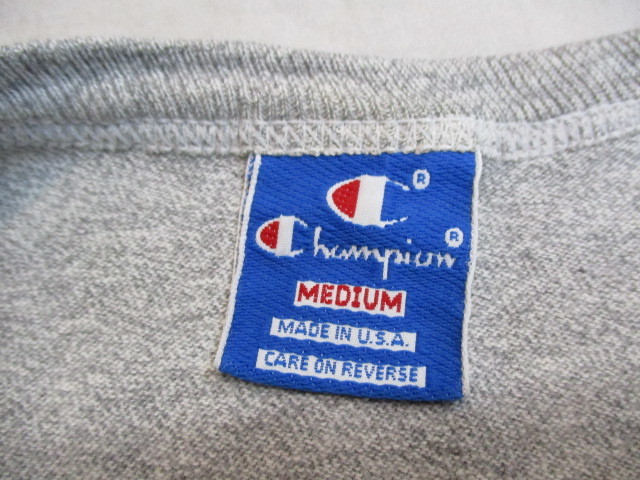 C®
Champion®
MEDIUM
MADE IN U.S.A.
CARE ON REVERSE